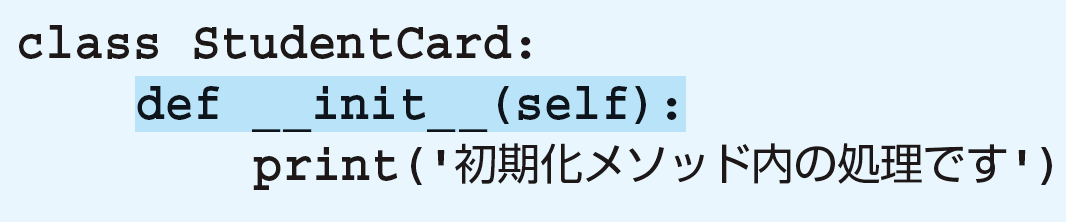 class StudentCard:
    def __init__(self):
        print('初期化メソッド内の処理です')